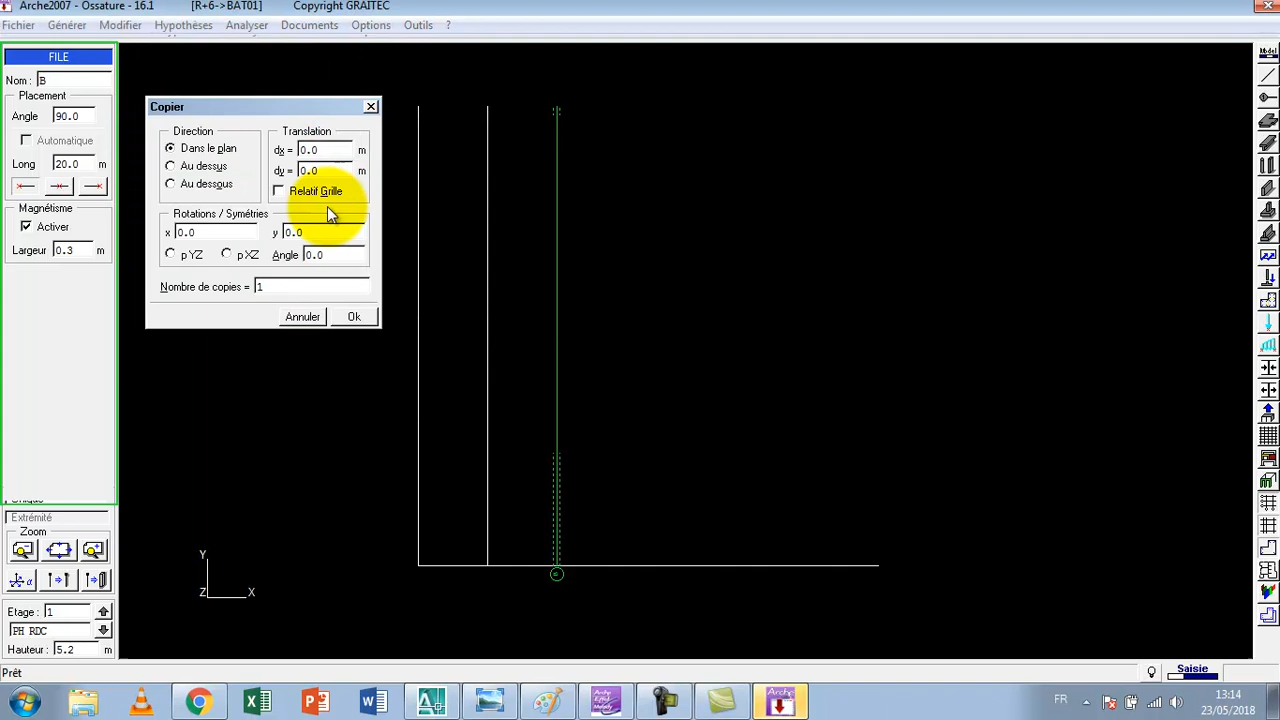 Arche2007 - Ossature - 16.1 [R+6->BAT01] Copyright GRAITEC
Fichier Générer Modifier Hypothèses Analyser Documents Options Outils ?
FILE
Nom : B
Placement
Angle 90.0
Automatique
Long 20.0 m
Magnétisme
Activer
Largeur 0.3 m
Extrémité
Zoom
Etage : 1
PH RDC
Hauteur : 5.2 m
Copier
Direction
Dans le plan
Au dessus
Au dessous
Translation
dx = 0.0 m
dy = 0.0 m
Relatif Grille
Rotations / Symétries
x 0.0 y 0.0
p YZ p XZ Angle 0.0
Nombre de copies = 1
Annuler Ok
Y
Z X
Model
Prêt
Saisie
FR
13:14
23/05/2018